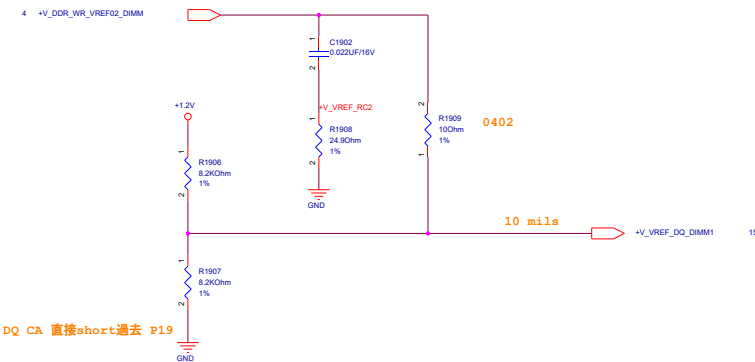 4 +V_DDR_WR_VREF02_DIMM
1
C1902
0.022UF/16V
2
+V_VREF_RC2
+1.2V
2
R1909
10Ohm
1%
1
0402
1
R1908
24.9Ohm
1%
2
GND
1
R1906
8.2KOhm
1%
2
10 mils
+V_VREF_DQ_DIMM1 15
1
R1907
8.2KOhm
1%
2
DQ CA 直接short過去 P19
GND